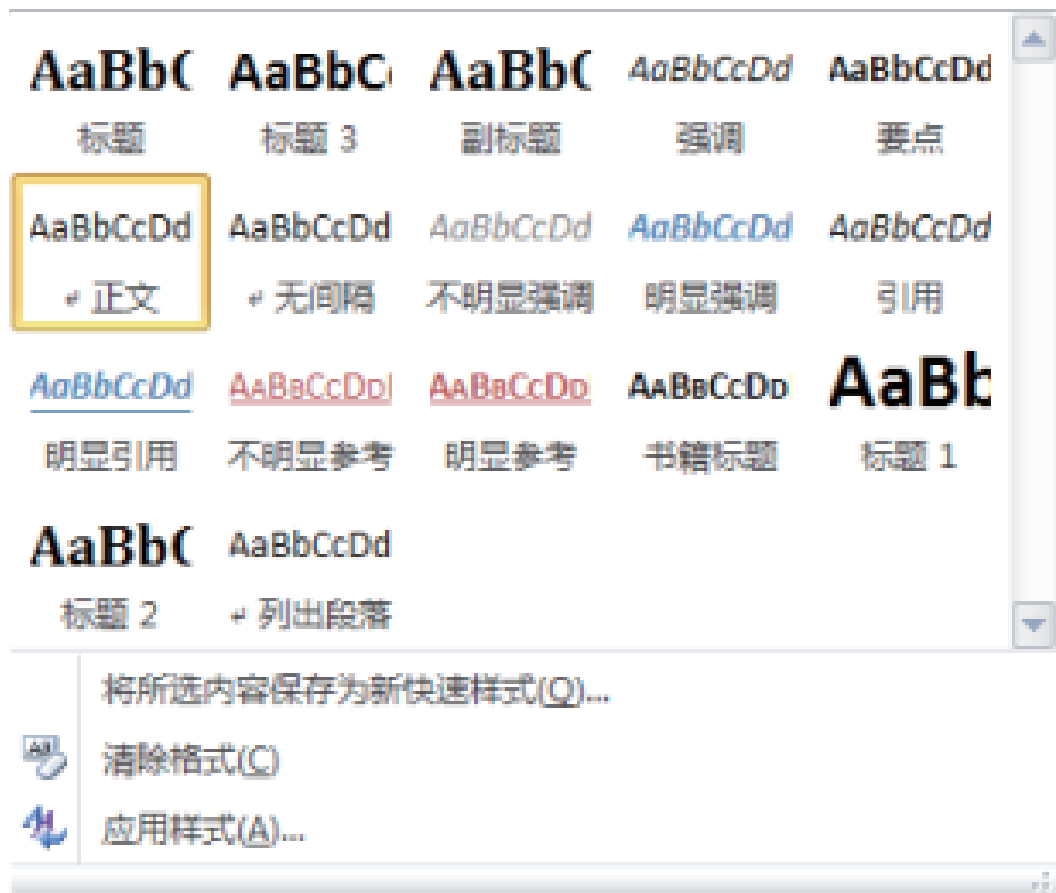 AaBbC AaBbC AaBbC AaBbCcDd AaBbCcDd
标题 标题 3 副标题 强调 要点
AaBbCcDd AaBbCcDd AaBbCcDd AaBbCcDd AaBbCcDd
↵ 正文 ↵ 无间隔 不明显强调 明显强调 引用
AaBbCcDd AABBCCDD AABBCCDD AABBCCDD AaBb
明显引用 不明显参考 明显参考 书籍标题 标题 1
AaBbC AaBbCcDd
标题 2 ↵ 列出段落
将所选内容保存为新快速样式(Q)...
清除格式(C)
应用样式(A)...